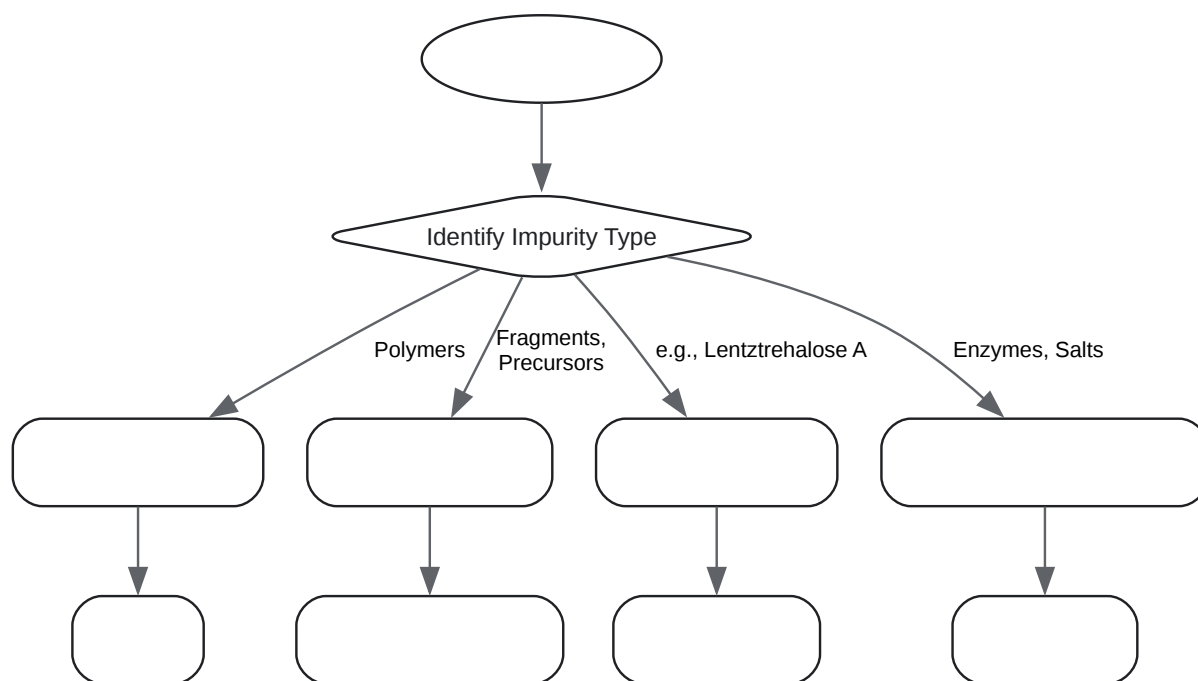 Identify Impurity Type
Polymers
Fragments,
Precursors
e.g., Lentztrehalose A
Enzymes, Salts